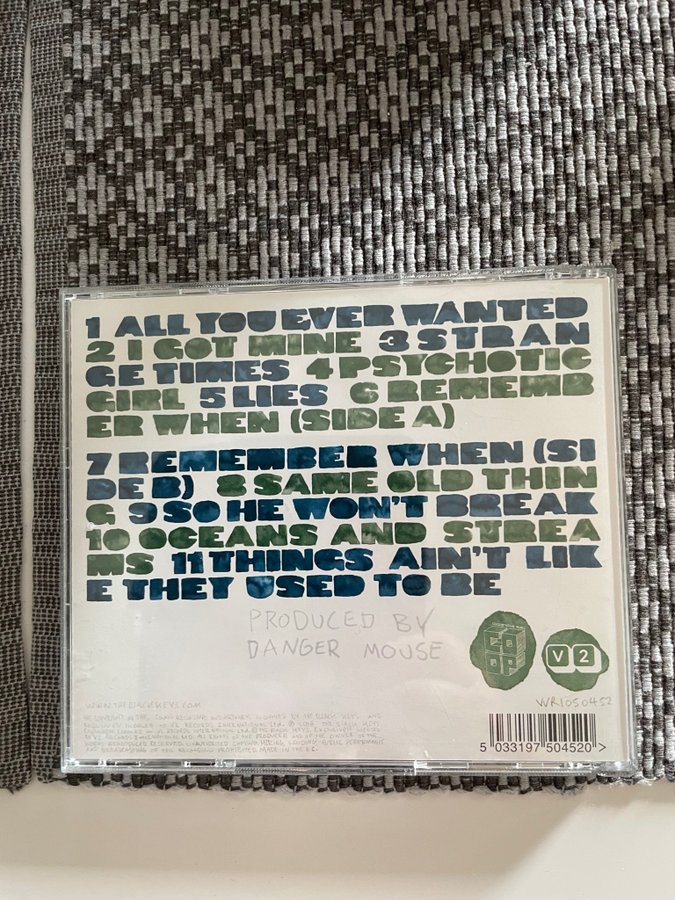 1 ALL YOU EVER WANTED
2 I GOT MINE 3 STRAN
GE TIMES 4 PSYCHOTIC
GIRL 5 LIES 6 REMEMB
ER WHEN (SIDE A)
7 REMEMBER WHEN (SI
DE B) 8 SAME OLD THIN
G 9 SO HE WON'T BREAK
10 OCEANS AND STREA
MS 11 THINGS AIN'T LIK
E THEY USED TO BE
PRODUCED BY
DANGER MOUSE
CO
OP
V2
WWW.THEBLACKKEYS.COM
WR1050452
5 033197 504520 >